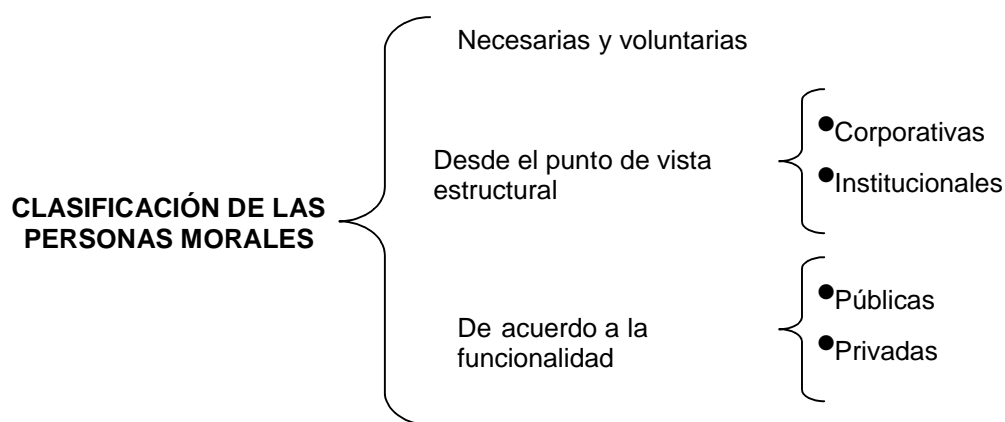 CLASIFICACIÓN DE LAS
PERSONAS MORALES
Necesarias y voluntarias
Desde el punto de vista
estructural
●Corporativas
●Institucionales
De acuerdo a la
funcionalidad
●Públicas
●Privadas